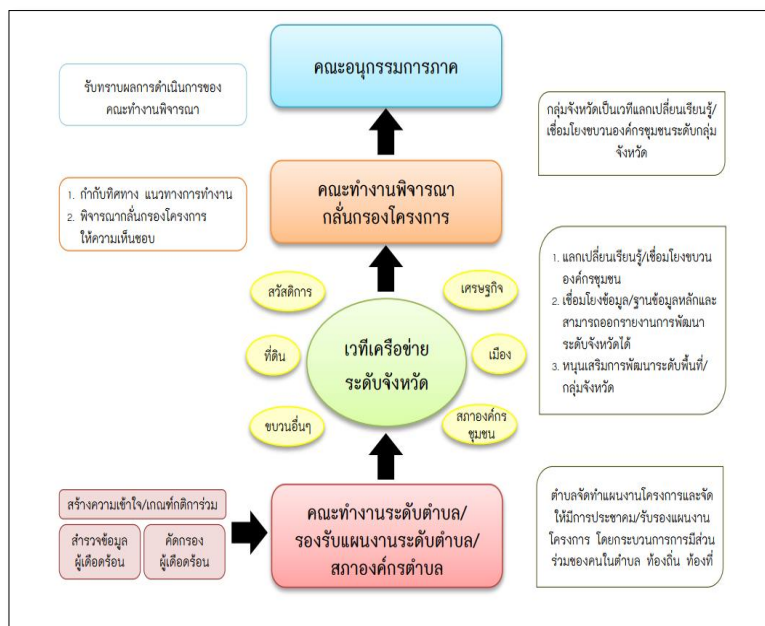 คณะอนุกรรมการภาค
รับทราบผลการดำเนินการของ
คณะทำงานพิจารณา
กลุ่มจังหวัดเป็นเวทีแลกเปลี่ยนเรียนรู้/
เชื่อมโยงขบวนองค์กรชุมชนระดับกลุ่ม
จังหวัด
คณะทำงานพิจารณา
กลั่นกรองโครงการ
1. กำกับทิศทาง แนวทางการทำงาน
2. พิจารณากลั่นกรองโครงการ
ให้ความเห็นชอบ
สวัสดิการ
เศรษฐกิจ
ที่ดิน
เวทีเครือข่าย
ระดับจังหวัด
เมือง
ขบวนอื่นๆ
สภาองค์กร
ชุมชน
1. แลกเปลี่ยนเรียนรู้/เชื่อมโยงขบวน
องค์กรชุมชน
2. เชื่อมโยงข้อมูล/ฐานข้อมูลหลักและ
สามารถออกรายงานการพัฒนา
ระดับจังหวัดได้
3. หนุนเสริมการพัฒนาระดับพื้นที่/
กลุ่มจังหวัด
สร้างความเข้าใจ/เกณฑ์กติการ่วม
สำรวจข้อมูล
ผู้เดือดร้อน
คัดกรอง
ผู้เดือดร้อน
คณะทำงานระดับตำบล/
รองรับแผนงานระดับตำบล/
สภาองค์กรตำบล
ตำบลจัดทำแผนงานโครงการและจัด
ให้มีการประชาคม/รับรองแผนงาน
โครงการ โดยกระบวนการการมีส่วน
ร่วมของคนในตำบล ท้องถิ่น ท้องที่